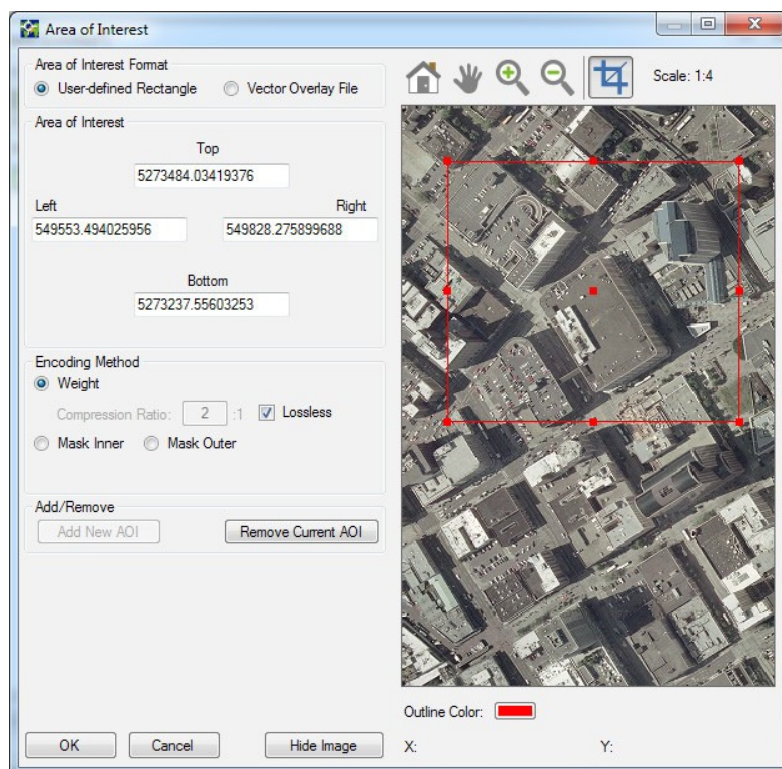 Area of Interest
Area of Interest Format
User-defined Rectangle Vector Overlay File
Area of Interest
Top
5273484.03419376
Left Right
549553.494025956 549828.275899688
Bottom
5273237.55603253
Encoding Method
Weight
Compression Ratio: 2 :1 Lossless
Mask Inner Mask Outer
Add/Remove
Add New AOI Remove Current AOI
OK Cancel Hide Image
Scale: 1:4
Outline Color:
X: Y: